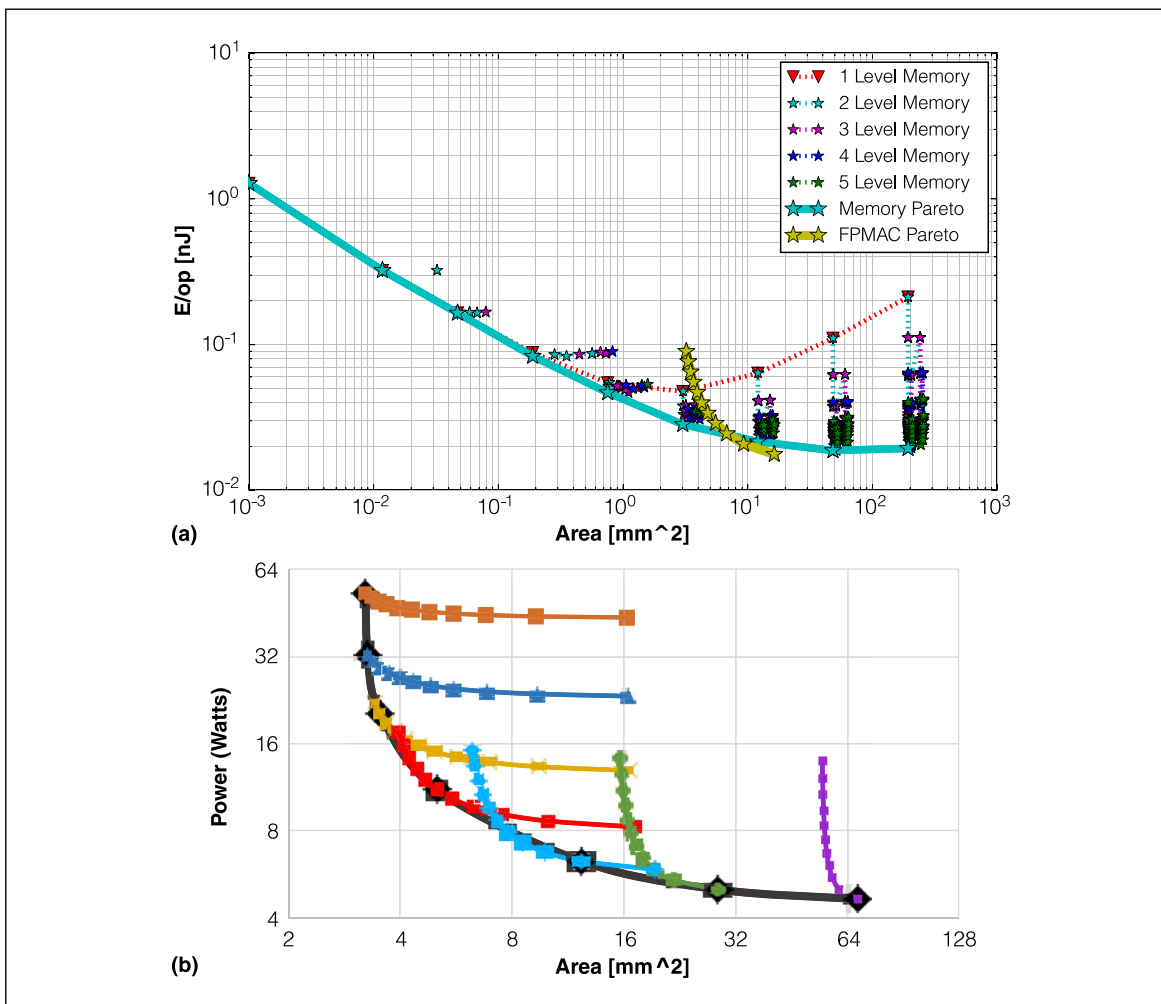 10^1
10^0
10^-1
10^-2
E/op [nJ]
1 Level Memory
2 Level Memory
3 Level Memory
4 Level Memory
5 Level Memory
Memory Pareto
FPMAC Pareto
10^-3 10^-2 10^-1 10^0 10^1 10^2 10^3
(a)
Area [mm^2]
64
32
16
8
4
Power (Watts)
2 4 8 16 32 64 128
(b)
Area [mm^2]